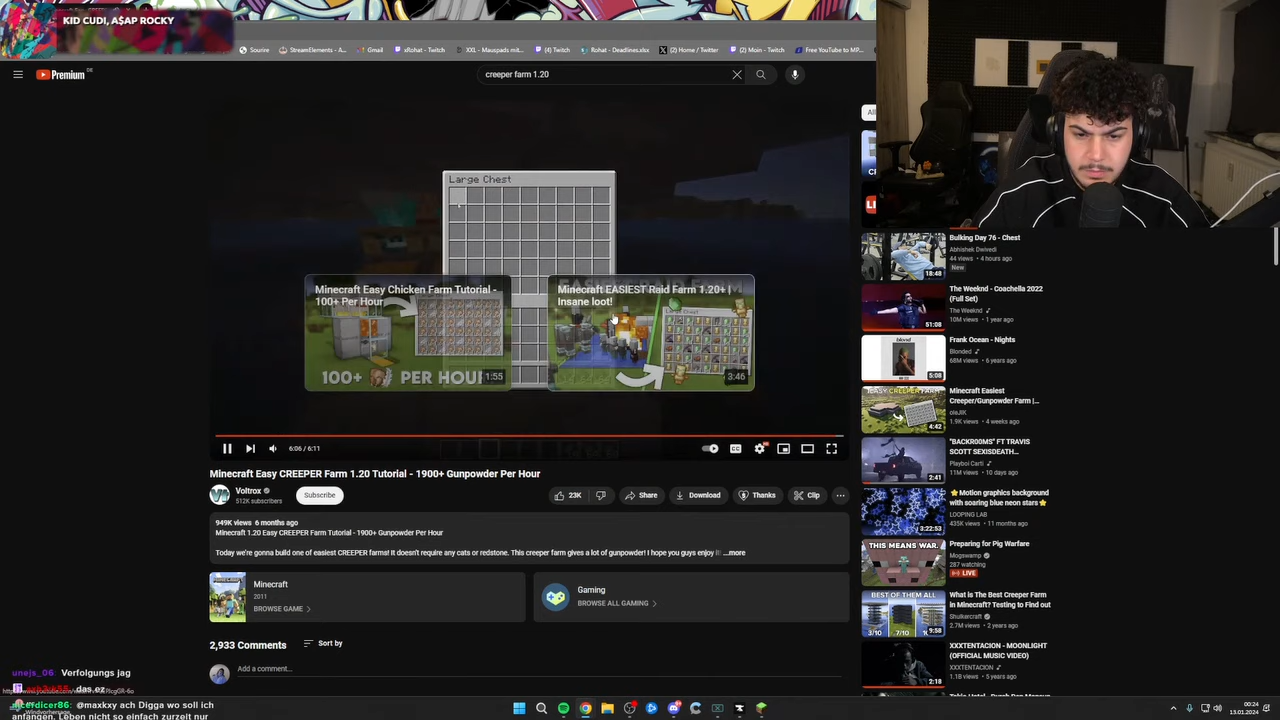 KID CUDI, A$AP ROCKY
Sourire
StreamElements - A...
Gmail
xRohat - Twitch
XXL - Mauspads mit...
(4) Twitch
Rohat - Deadlines.xlsx
(2) Home / Twitter
(2) Moin - Twitch
Free YouTube to MP...
Premium
DE
creeper farm 1.20
Large Chest
Minecraft Easy Chicken Farm Tutorial -
100+ Per Hour
100+
PER HOUR
1:55
Minecraft EASIEST Raid Farm 1.20+ |
Insane loot!
Large Chest
3:46
6:06 / 6:11
Minecraft Easy CREEPER Farm 1.20 Tutorial - 1900+ Gunpowder Per Hour
Voltrox
512K subscribers
Subscribe
23K
Share
Download
Thanks
Clip
949K views 6 months ago
Minecraft 1.20 Easy CREEPER Farm Tutorial - 1900+ Gunpowder Per Hour
Today we're gonna build one of easiest CREEPER farms! It doesn't require any cats or redstone. This creeper farm gives a lot of gunpowder! I hope you guys enjoy it! ...more
Minecraft
2011
BROWSE GAME
Gaming
BROWSE ALL GAMING
2,933 Comments
Sort by
Add a comment...
All
Bulking Day 76 - Chest
Abhishek Dwivedi
44 views • 4 hours ago
New
18:48
The Weeknd - Coachella 2022
(Full Set)
The Weeknd
10M views • 1 year ago
51:08
Frank Ocean - Nights
Blonded
68M views • 6 years ago
5:08
Minecraft Easiest
Creeper/Gunpowder Farm |...
oleJIK
1.9K views • 4 weeks ago
4:42
"BACKR00MS" FT TRAVIS
SCOTT SEXISDEATH...
Playboi Carti
11M views • 10 days ago
2:41
Motion graphics background
with soaring blue neon stars
LOOPING LAB
435K views • 11 months ago
3:22:53
THIS MEANS WAR.
Preparing for Pig Warfare
Mogswamp
287 watching
LIVE
BEST OF THEM ALL
3/10
7/10
What is The Best Creeper Farm
in Minecraft? Testing to Find out
Shulkercraft
2.7M views • 2 years ago
9:58
XXXTENTACION - MOONLIGHT
(OFFICIAL MUSIC VIDEO)
XXXTENTACION
1.1B views • 5 years ago
2:18
unejs_06: Verfolgungs jag
das ez
@maxkxy ach Digga wo soll ich
anfangen. Leben nicht so einfach zurzeit nur
00:24
13.01.2024